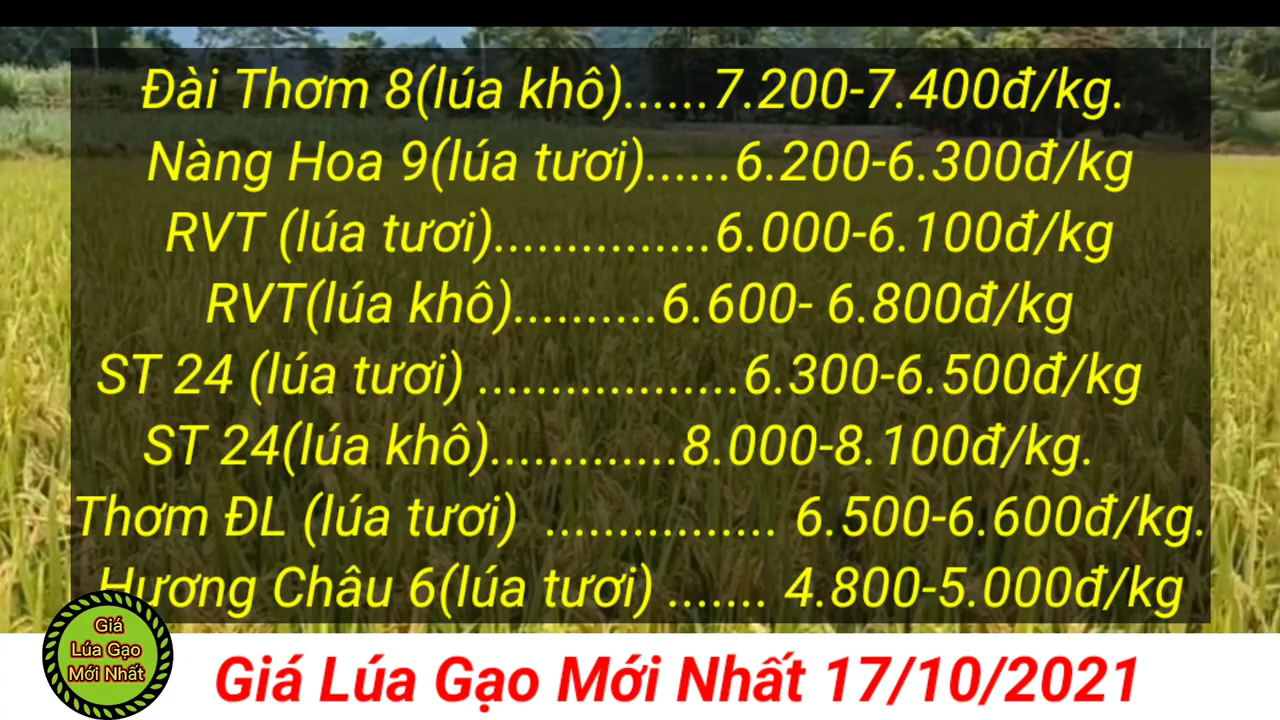 Đài Thơm 8(lúa khô)......7.200-7.400đ/kg.
Nàng Hoa 9(lúa tươi)......6.200-6.300đ/kg
RVT (lúa tươi)...............6.000-6.100đ/kg
RVT(lúa khô)..........6.600- 6.800đ/kg
ST 24 (lúa tươi) ..................6.300-6.500đ/kg
ST 24(lúa khô).............8.000-8.100đ/kg.
Thơm ĐL (lúa tươi) ................ 6.500-6.600đ/kg.
Hương Châu 6(lúa tươi) ....... 4.800-5.000đ/kg
Giá
Lúa Gạo
Mới Nhất
Giá Lúa Gạo Mới Nhất 17/10/2021